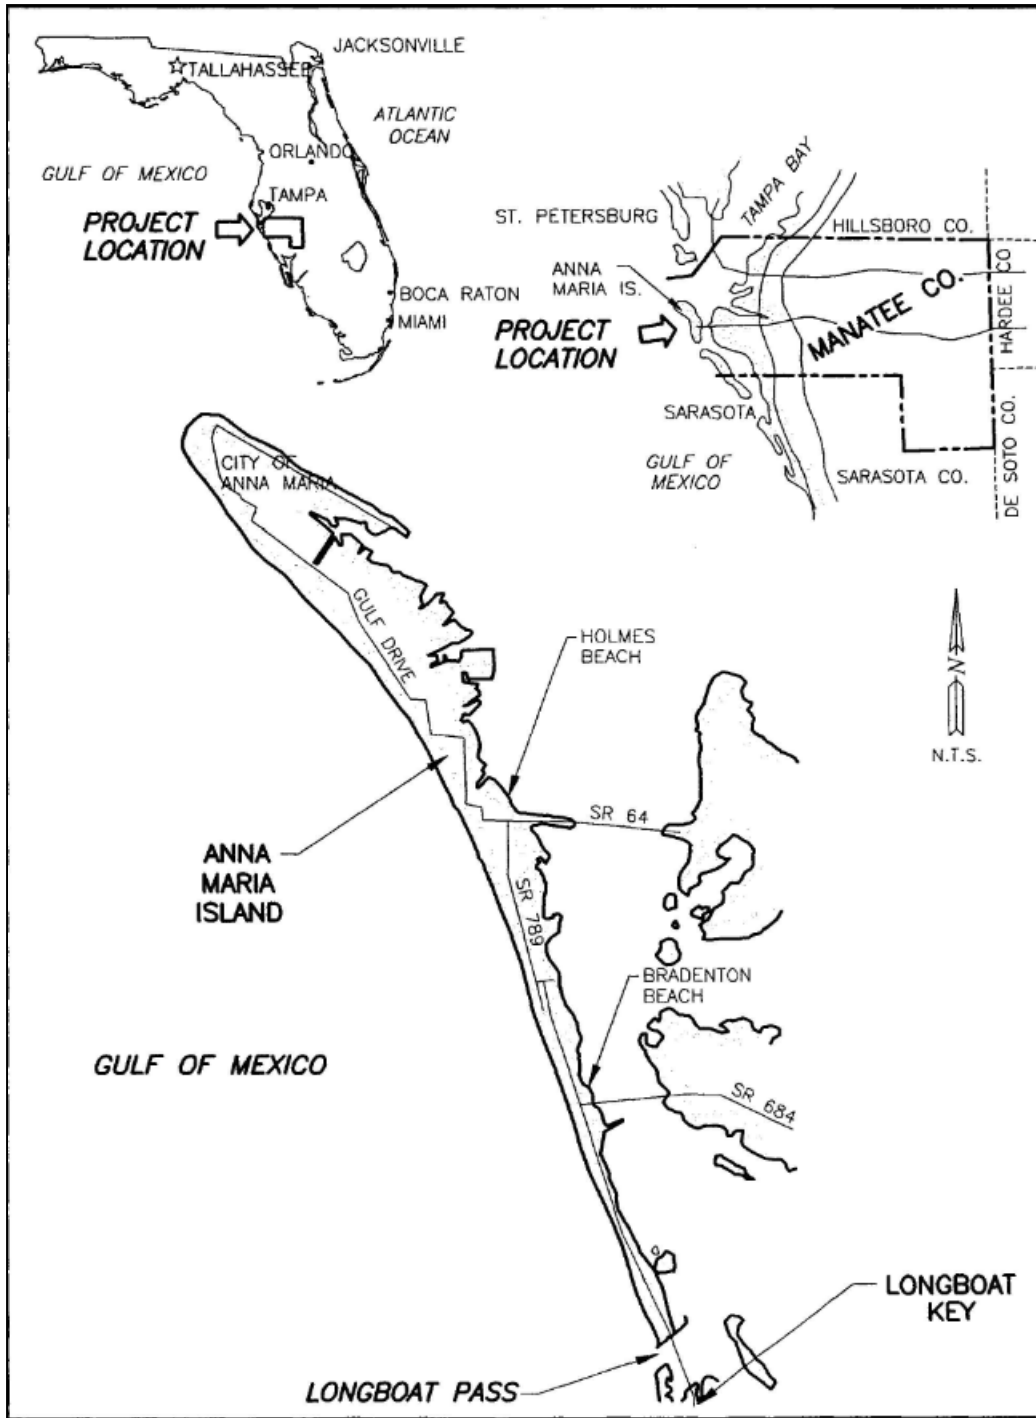 JACKSONVILLE
TALLAHASSEE
ATLANTIC
OCEAN
ORLANDO
GULF OF MEXICO
TAMPA
PROJECT
LOCATION
BOCA RATON
MIAMI
TAMPA BAY
ST. PETERSBURG
HILLSBORO CO.
ANNA
MARIA IS.
HARDEE CO
MANATEE CO.
PROJECT
LOCATION
SARASOTA
GULF OF
MEXICO
SARASOTA CO.
DE SOTO CO.
CITY OF
ANNA MARIA
GULF DRIVE
HOLMES
BEACH
N
N.T.S.
SR 64
ANNA
MARIA
ISLAND
SR 789
BRADENTON
BEACH
GULF OF MEXICO
SR 684
LONGBOAT
KEY
LONGBOAT PASS